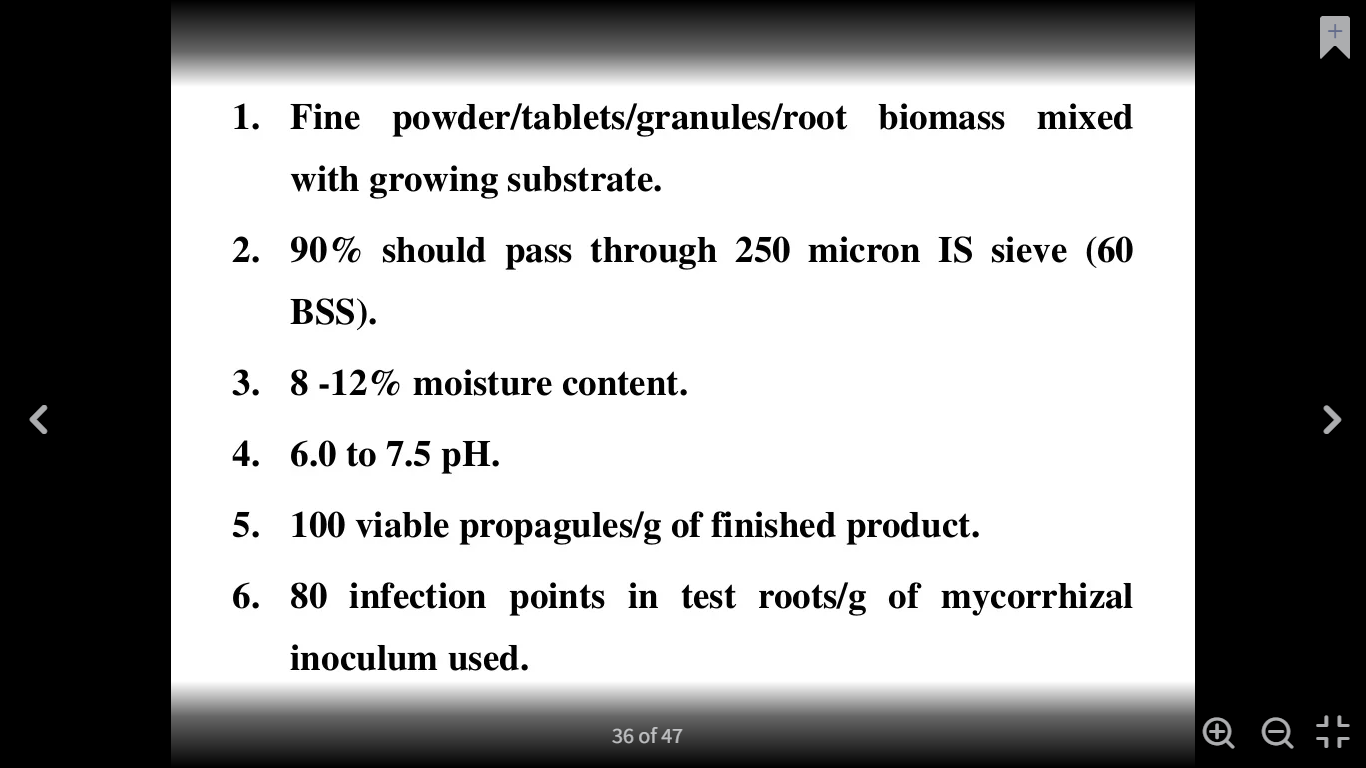 1. Fine powder/tablets/granules/root biomass mixed
with growing substrate.
2. 90% should pass through 250 micron IS sieve (60
BSS).
3. 8 -12% moisture content.
4. 6.0 to 7.5 pH.
5. 100 viable propagules/g of finished product.
6. 80 infection points in test roots/g of mycorrhizal
inoculum used.
36 of 47